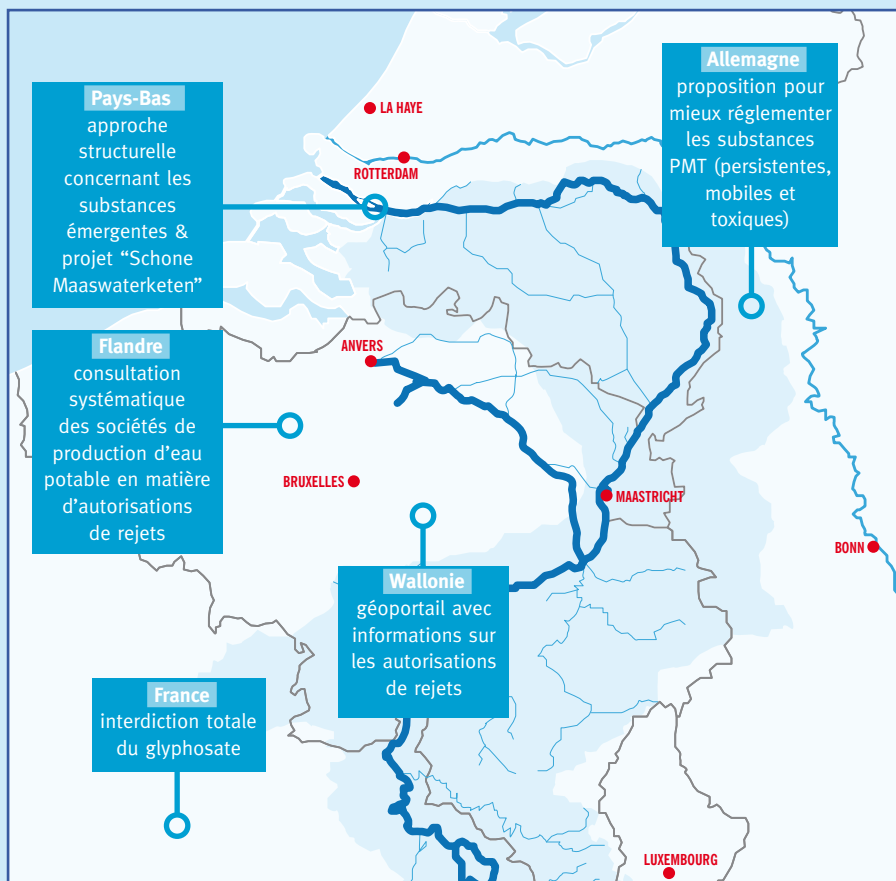 Pays-Bas
approche
structurelle
concernant les
substances
émergentes &
projet “Schone
Maaswaterketen”
Allemagne
proposition pour
mieux réglementer
les substances
PMT (persistentes,
mobiles et
toxiques)
LA HAYE
ROTTERDAM
Flandre
consultation
systématique
des sociétés de
production d’eau
potable en matière
d’autorisations
de rejets
ANVERS
BRUXELLES
MAASTRICHT
BONN
Wallonie
géoportail avec
informations sur
les autorisations
de rejets
France
interdiction totale
du glyphosate
LUXEMBOURG